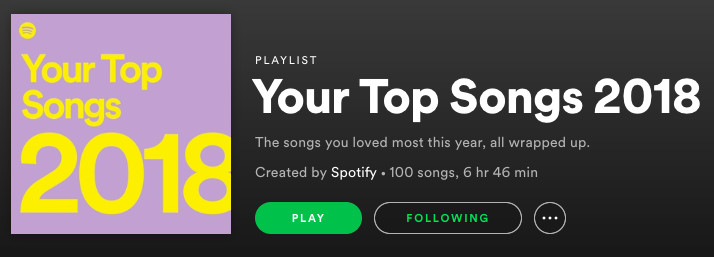 Your Top
Songs
2018
PLAYLIST
Your Top Songs 2018
The songs you loved most this year, all wrapped up.
Created by Spotify • 100 songs, 6 hr 46 min
PLAY
FOLLOWING